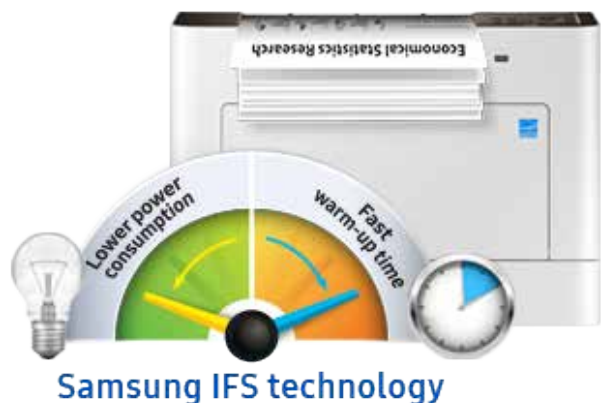 Economical Statistics Research
Lower power
consumption
Fast
warm-up time
Samsung IFS technology